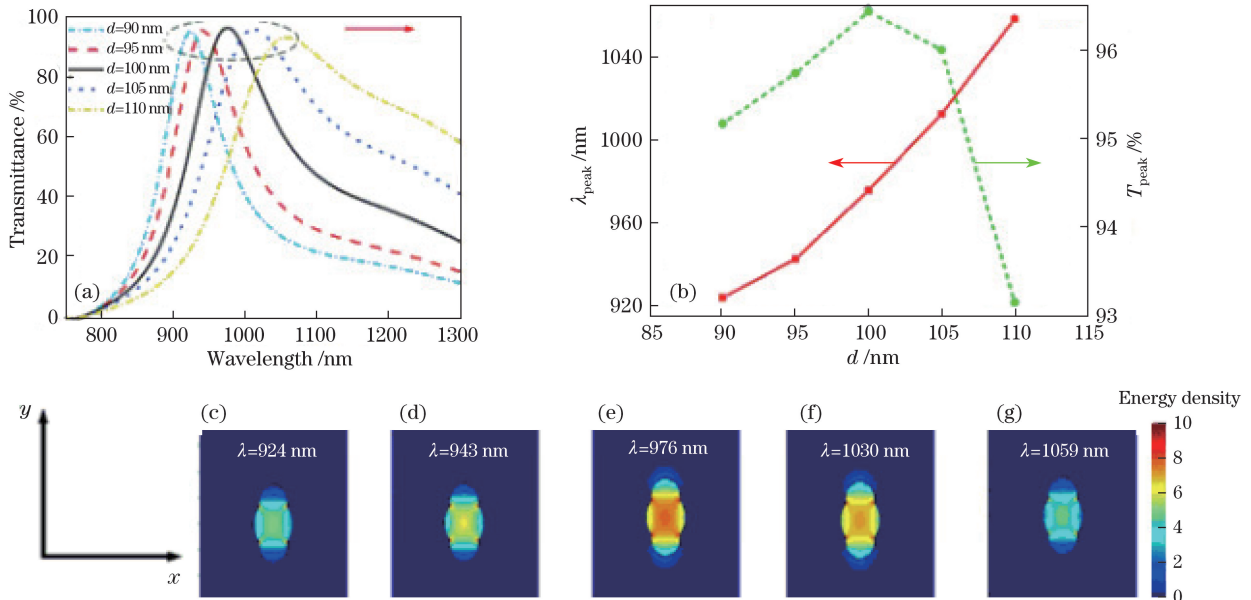 100
80
60
40
20
0
Transmittance /%
d=90 nm
d=95 nm
d=100 nm
d=105 nm
d=110 nm
(a)
800 900 1000 1100 1200 1300
Wavelength /nm
1040
1000
960
920
λpeak /nm
(b)
96
95
94
93
Tpeak /%
85 90 95 100 105 110 115
d /nm
y
x
(c) (d) (e) (f) (g)
λ=924 nm λ=943 nm λ=976 nm λ=1030 nm λ=1059 nm
Energy density
10
8
6
4
2
0